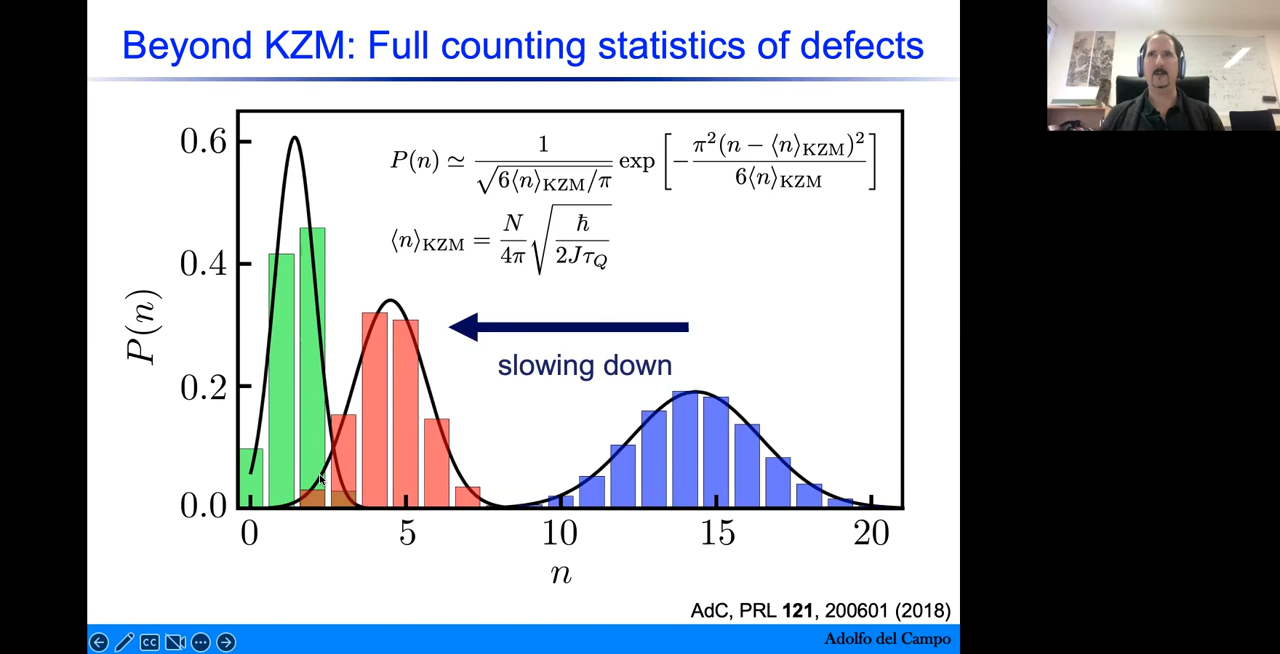 Beyond KZM: Full counting statistics of defects
0.6
0.4
0.2
0.0
P(n)
P(n) ≃ 1/√(6⟨n⟩KZM/π) exp[−π²(n − ⟨n⟩KZM)²/6⟨n⟩KZM]
⟨n⟩KZM = N/4π √(ħ/2JτQ)
slowing down
0 5 10 15 20
n
AdC, PRL 121, 200601 (2018)
CC
Adolfo del Campo